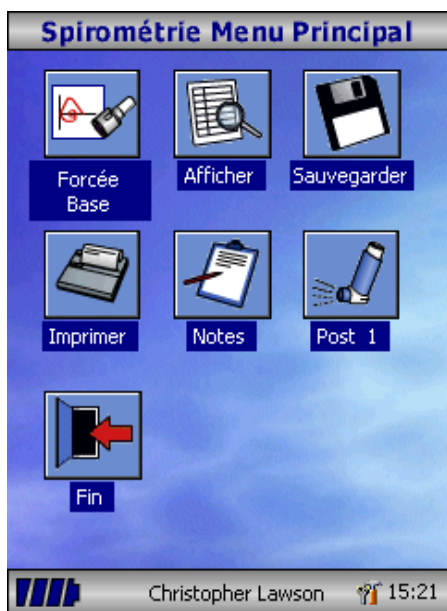 Spirométrie Menu Principal
Forcée
Base
Afficher
Sauvegarder
Imprimer
Notes
Post 1
Fin
Christopher Lawson 15:21